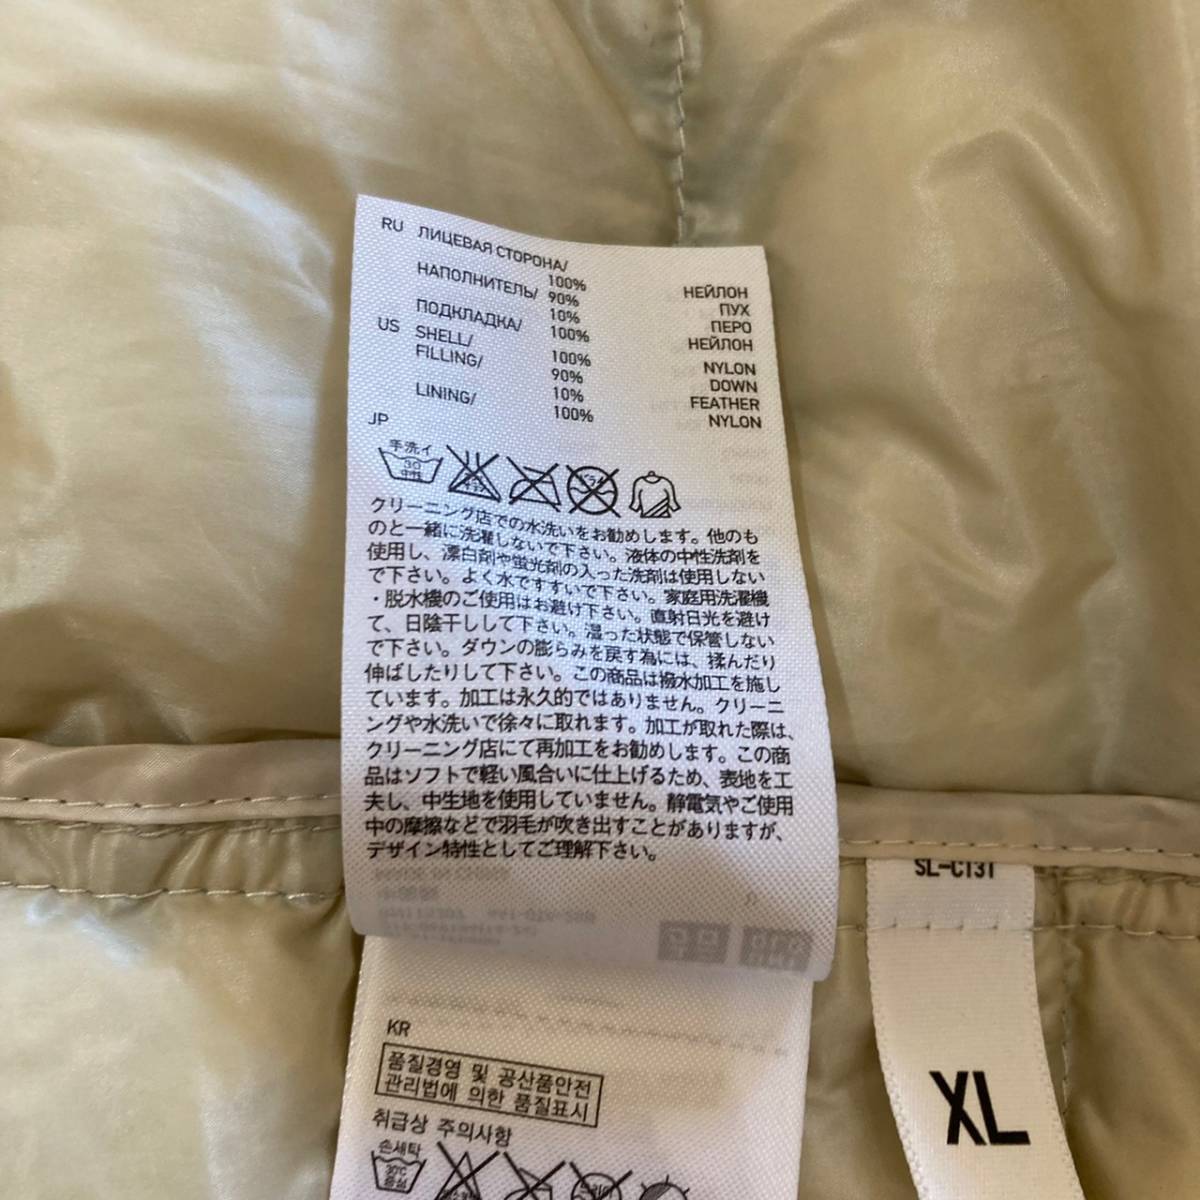 RU ЛИЦЕВАЯ СТОРОНА/
100% НЕЙЛОН
НАПОЛНИТЕЛЬ/ 90% ПУХ
10% ПЕРО
ПОДКЛАДКА/ 100% НЕЙЛОН
US SHELL/ 100% NYLON
FILLING/ 90% DOWN
10% FEATHER
LINING/ 100% NYLON
JP
手洗イ
30
中性
クリーニング店での水洗いをお勧めします。他のも
のと一緒に洗濯しないで下さい。液体の中性洗剤を
使用し、漂白剤や蛍光剤の入った洗剤は使用しない
で下さい。よく水ですすいで下さい。家庭用洗濯機
・脱水機のご使用はお避け下さい。直射日光を避け
て、日陰干しして下さい。湿った状態で保管しない
で下さい。ダウンの膨らみを戻す為には、揉んだり
伸ばしたりして下さい。この商品は撥水加工を施し
ています。加工は永久的ではありません。クリーニ
ングや水洗いで徐々に取れます。加工が取れた際は、
クリーニング店にて再加工をお勧めします。この商
品はソフトで軽い風合いに仕上げるため、表地を工
夫し、中生地を使用していません。静電気やご使用
中の摩擦などで羽毛が吹き出すことがありますが、
デザイン特性としてご理解下さい。
SL-C131
XL
KR
품질경영 및 공산품안전
관리법에 의한 품질표시
취급상 주의사항
손세탁
30℃
중성